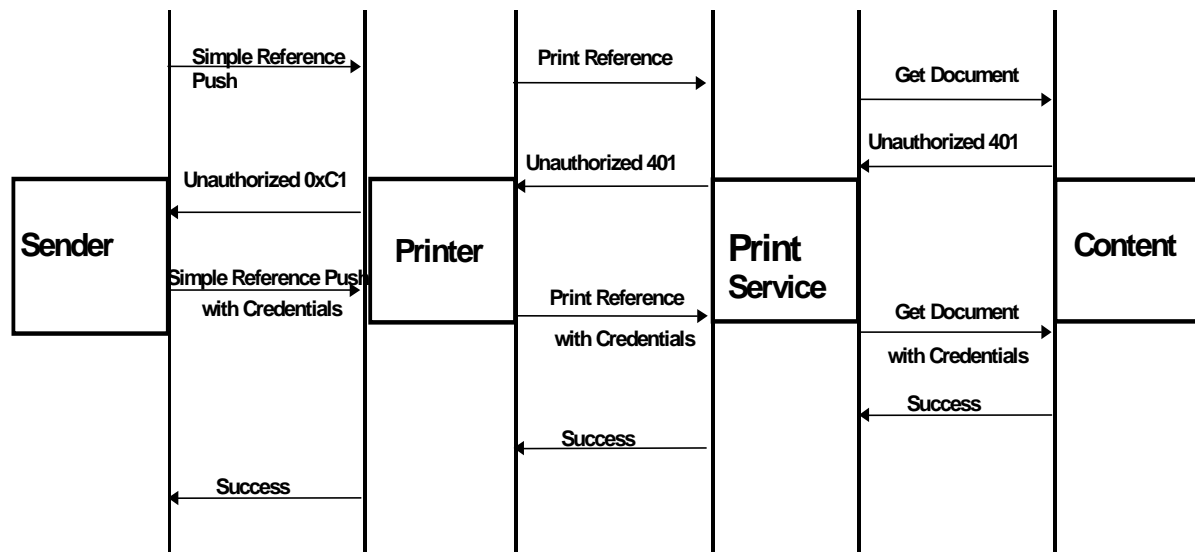 Simple Reference
Push
Print Reference
Get Document
Unauthorized 401
Unauthorized 401
Unauthorized 0xC1
Sender
Printer
Print
Service
Content
Simple Reference Push
with Credentials
Print Reference
with Credentials
Get Document
with Credentials
Success
Success
Success